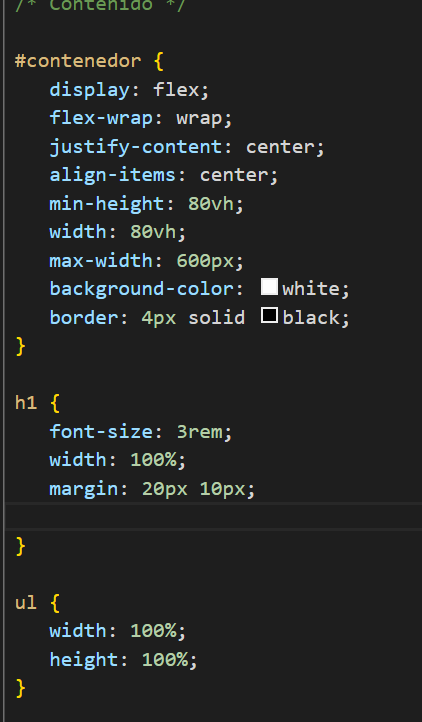 /* Contenido */
#contenedor {
display: flex;
flex-wrap: wrap;
justify-content: center;
align-items: center;
min-height: 80vh;
width: 80vh;
max-width: 600px;
background-color: white;
border: 4px solid black;
}
h1 {
font-size: 3rem;
width: 100%;
margin: 20px 10px;
}
ul {
width: 100%;
height: 100%;
}